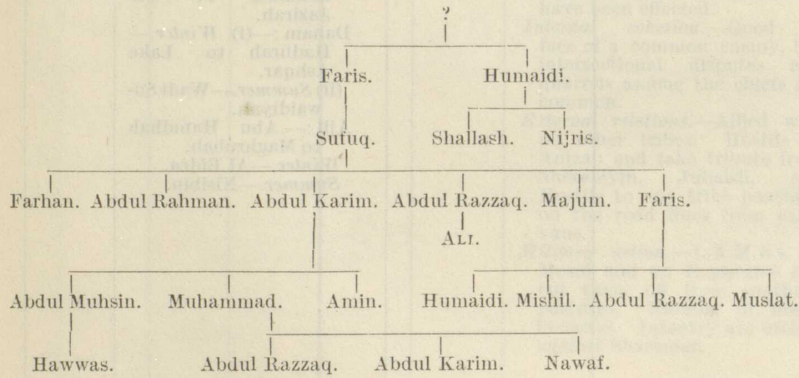 ?
Faris. Humaidi.
Sufuq. Shallash. Nijris.
Farhan. Abdul Rahman. Abdul Karim. Abdul Razzaq. Majum. Faris.
ALI.
Abdul Muhsin. Muhammad. Amin. Humaidi. Mishil. Abdul Razzaq. Muslat.
Hawwas. Abdul Razzaq. Abdul Karim. Nawaf.